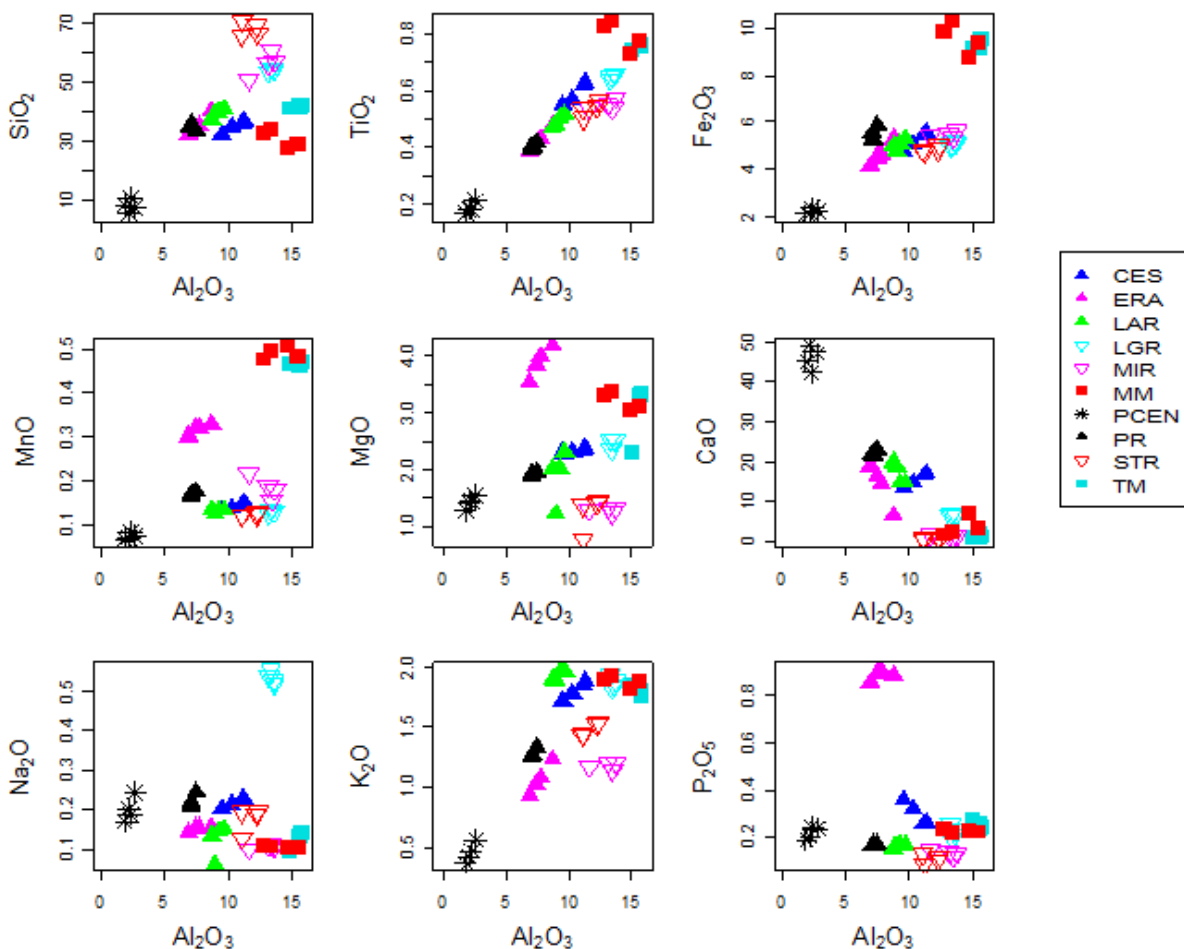 SiO₂
10 30 40 50 60 70
0 5 10 15
Al₂O₃
TiO₂
0.2 0.4 0.6 0.8
0 5 10 15
Al₂O₃
Fe₂O₃
2 4 6 8 10
0 5 10 15
Al₂O₃
CES
ERA
LAR
LGR
MIR
MM
PCEN
PR
STR
TM
MnO
0.1 0.2 0.3 0.4 0.5
0 5 10 15
Al₂O₃
MgO
1.0 2.0 3.0 4.0
0 5 10 15
Al₂O₃
CaO
0 10 20 30 40 50
0 5 10 15
Al₂O₃
Na₂O
0.1 0.2 0.3 0.4 0.5
0 5 10 15
Al₂O₃
K₂O
0.5 1.0 1.5 2.0
0 5 10 15
Al₂O₃
P₂O₅
0.2 0.4 0.6 0.8
0 5 10 15
Al₂O₃